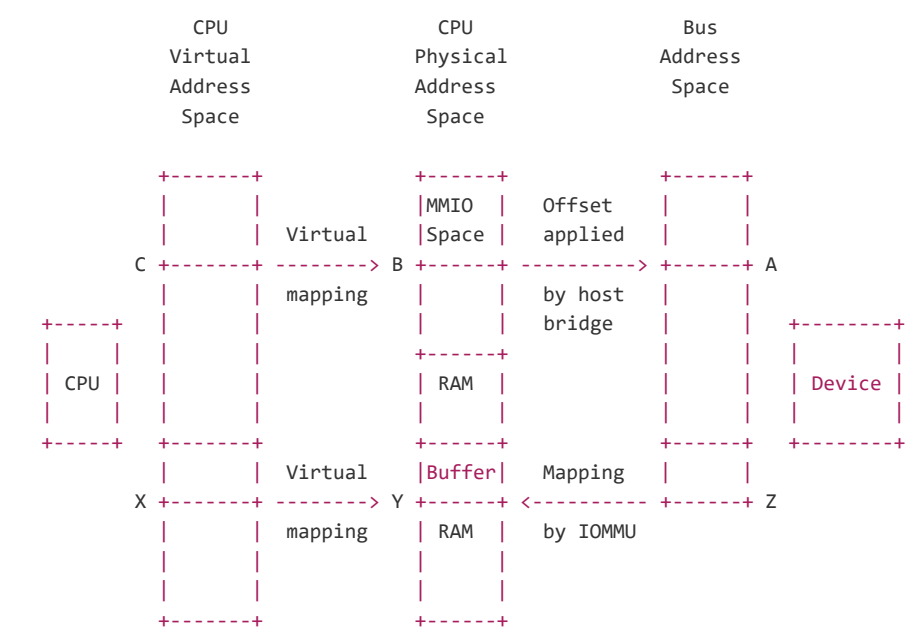 CPU                  CPU                  Bus
Virtual              Physical             Address
Address              Address              Space
Space                Space
+-------+             +------+             +------+
|       |             |MMIO  |   Offset    |      |
|       |  Virtual    |Space |   applied   |      |
C +-------+ --------> B +------+ ----------> +------+ A
|       |  mapping    |      |   by host   |      |
+-----+   |       |             |      |   bridge    |      |   +--------+
|     |   |       |             +------+             |      |   |        |
| CPU |   |       |             | RAM  |             |      |   | Device |
|     |   |       |             |      |             |      |   |        |
+-----+   +-------+             +------+             +------+   +--------+
|       |  Virtual    |Buffer|   Mapping   |      |
X +-------+ --------> Y +------+ <---------- +------+ Z
|       |  mapping    | RAM  |   by IOMMU
|       |             |      |
|       |             |      |
+-------+             +------+